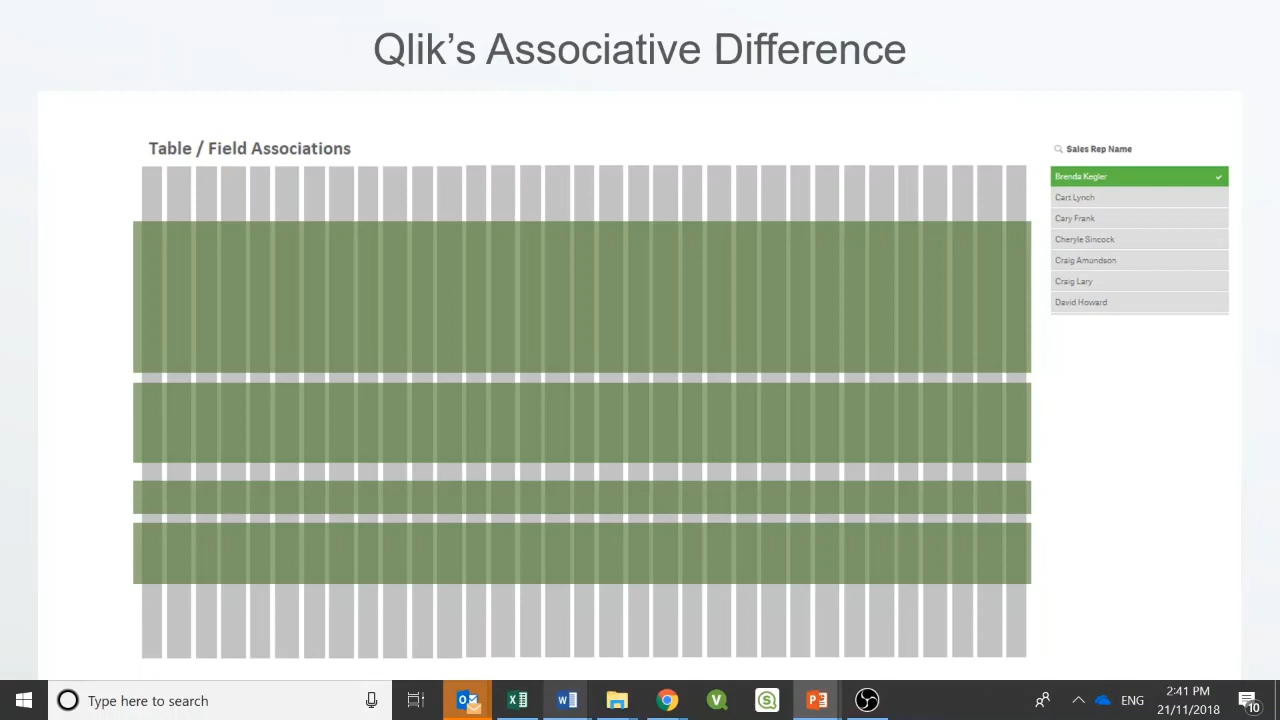 Qlik's Associative Difference
Table / Field Associations
Sales Rep Name
Brenda Kegler
Cart Lynch
Cary Frank
Cheryle Sincock
Craig Amundson
Craig Lary
David Howard
Type here to search
ENG
2:41 PM
21/11/2018
10